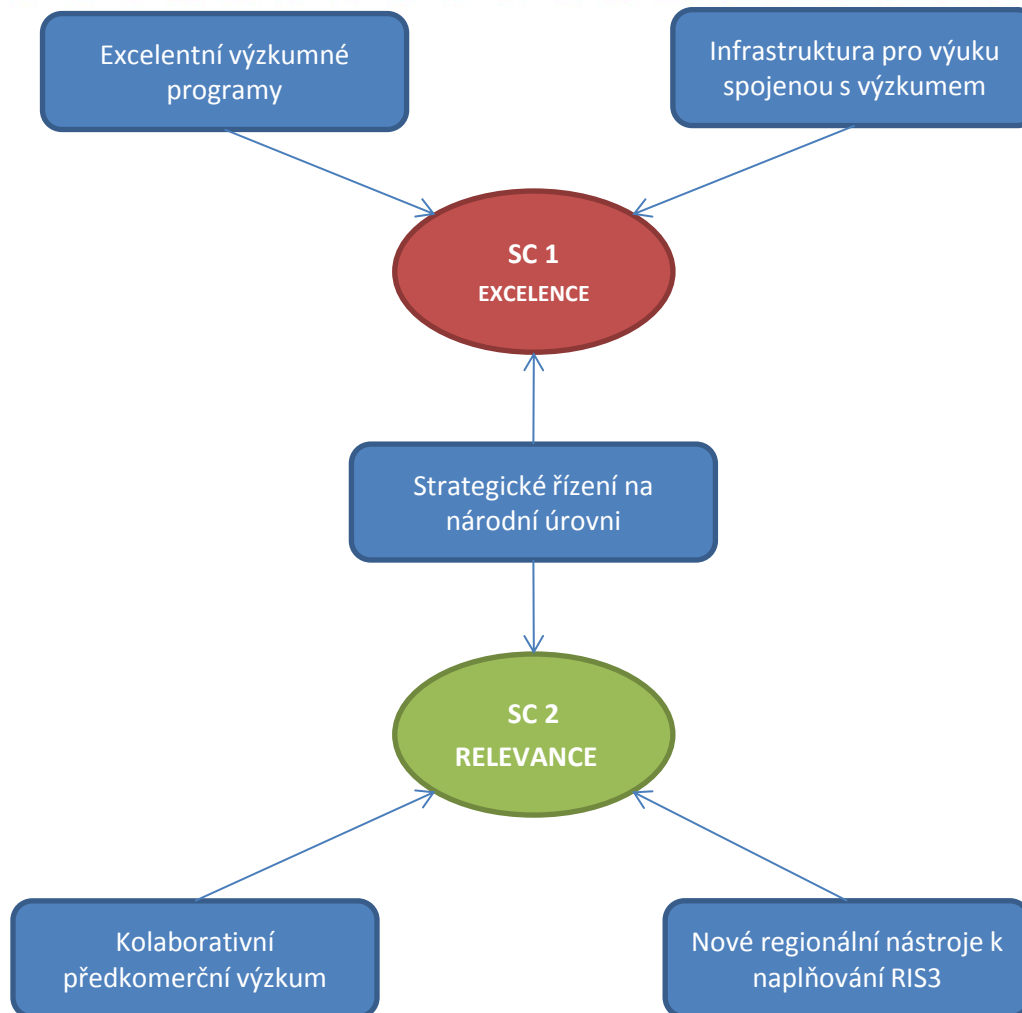 Excelentní výzkumné
programy
Infrastruktura pro výuku
spojenou s výzkumem
SC 1
EXCELENCE
Strategické řízení na
národní úrovni
SC 2
RELEVANCE
Kolaborativní
předkomerční výzkum
Nové regionální nástroje k
naplňování RIS3